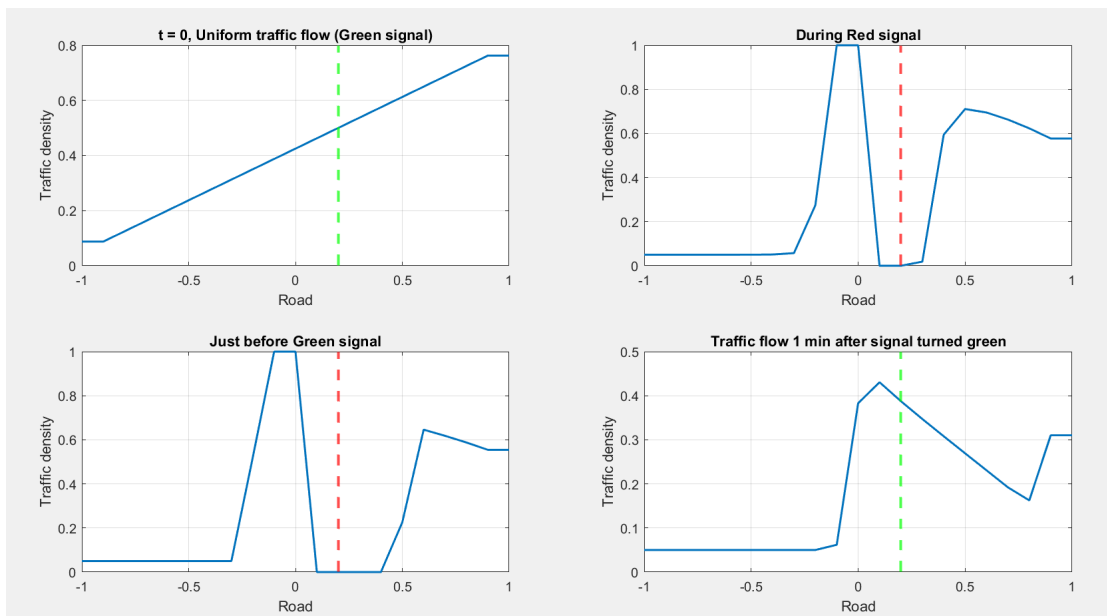 t = 0, Uniform traffic flow (Green signal)
0.8
0.6
0.4
0.2
0
Traffic density
-1 -0.5 0 0.5 1
Road
During Red signal
1
0.8
0.6
0.4
0.2
0
Traffic density
-1 -0.5 0 0.5 1
Road
Just before Green signal
1
0.8
0.6
0.4
0.2
0
Traffic density
-1 -0.5 0 0.5 1
Road
Traffic flow 1 min after signal turned green
0.5
0.4
0.3
0.2
0.1
0
Traffic density
-1 -0.5 0 0.5 1
Road